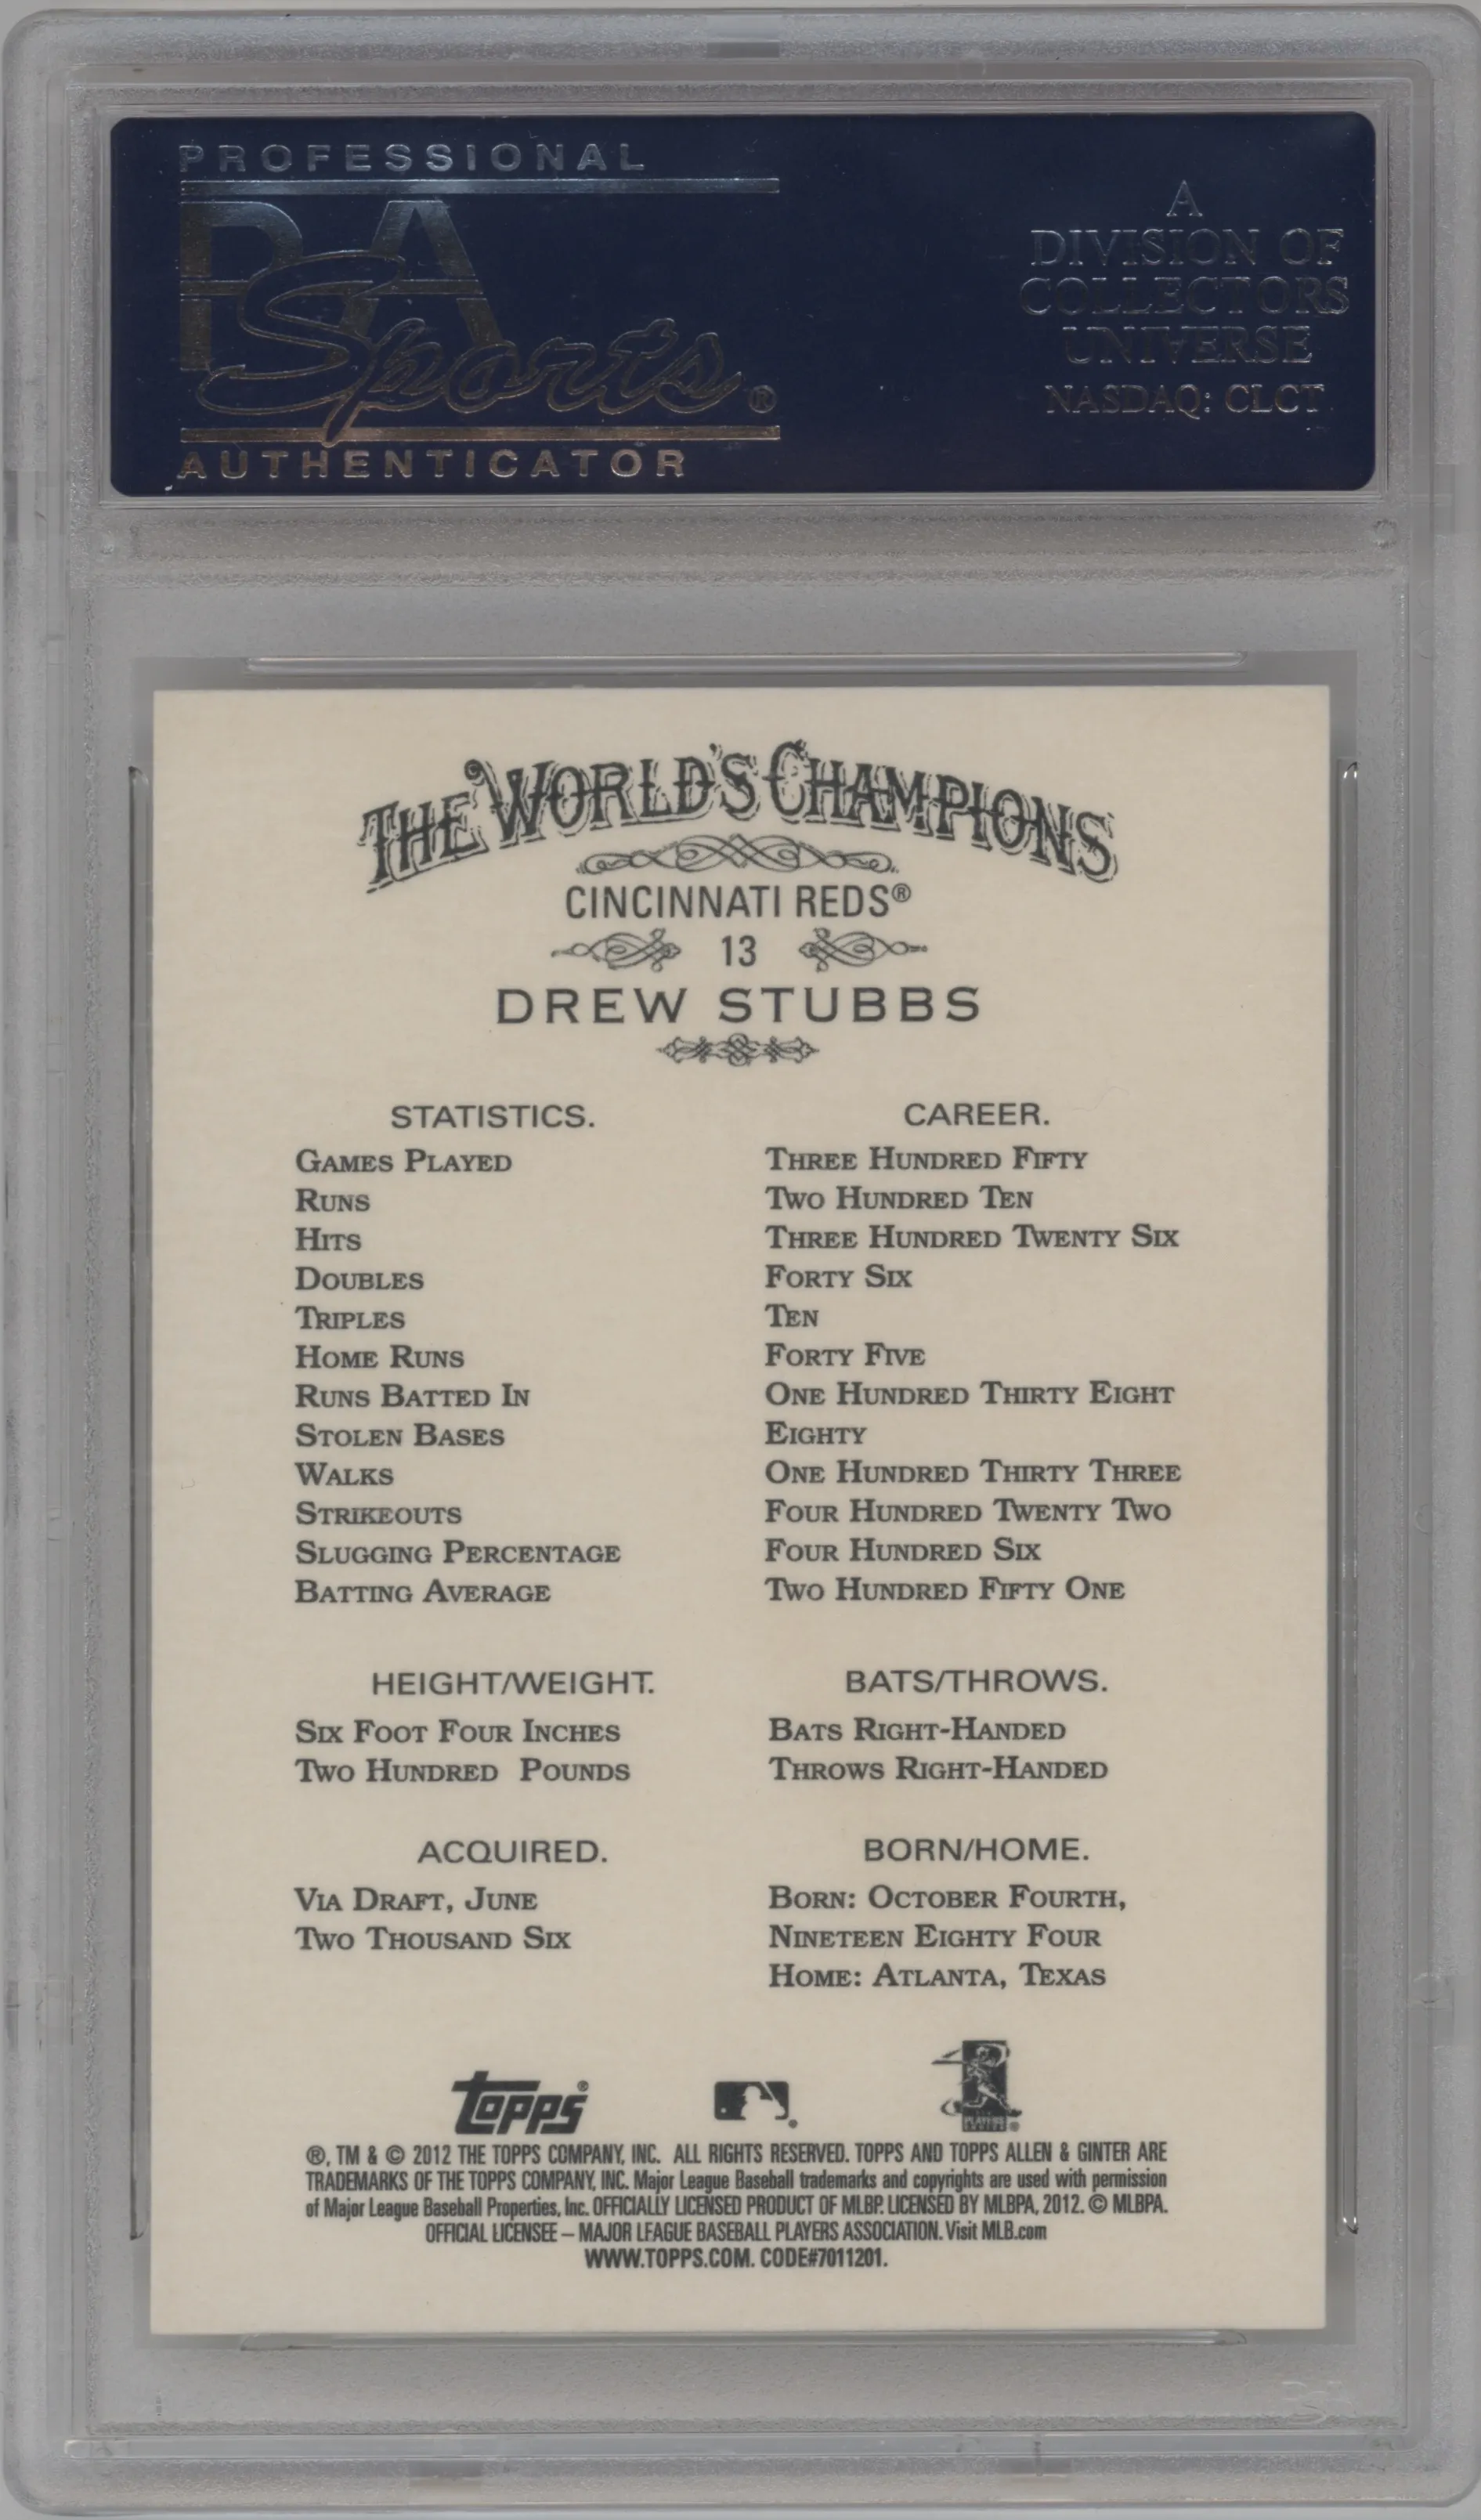 PROFESSIONAL
PSA
Sports®
AUTHENTICATOR
A
DIVISION OF
COLLECTORS
UNIVERSE
NASDAQ: CLCT
THE WORLD'S CHAMPIONS
CINCINNATI REDS®
13
DREW STUBBS
STATISTICS. CAREER.
GAMES PLAYED THREE HUNDRED FIFTY
RUNS TWO HUNDRED TEN
HITS THREE HUNDRED TWENTY SIX
DOUBLES FORTY SIX
TRIPLES TEN
HOME RUNS FORTY FIVE
RUNS BATTED IN ONE HUNDRED THIRTY EIGHT
STOLEN BASES EIGHTY
WALKS ONE HUNDRED THIRTY THREE
STRIKEOUTS FOUR HUNDRED TWENTY TWO
SLUGGING PERCENTAGE FOUR HUNDRED SIX
BATTING AVERAGE TWO HUNDRED FIFTY ONE
HEIGHT/WEIGHT. BATS/THROWS.
SIX FOOT FOUR INCHES BATS RIGHT-HANDED
TWO HUNDRED POUNDS THROWS RIGHT-HANDED
ACQUIRED. BORN/HOME.
VIA DRAFT, JUNE BORN: OCTOBER FOURTH,
TWO THOUSAND SIX NINETEEN EIGHTY FOUR
HOME: ATLANTA, TEXAS
TOPPS®
®, TM & © 2012 THE TOPPS COMPANY, INC. ALL RIGHTS RESERVED. TOPPS AND TOPPS ALLEN & GINTER ARE
TRADEMARKS OF THE TOPPS COMPANY, INC. Major League Baseball trademarks and copyrights are used with permission
of Major League Baseball Properties, Inc. OFFICIALLY LICENSED PRODUCT OF MLBP. LICENSED BY MLBPA, 2012. © MLBPA.
OFFICIAL LICENSEE – MAJOR LEAGUE BASEBALL PLAYERS ASSOCIATION. Visit MLB.com
WWW.TOPPS.COM. CODE#7011201.